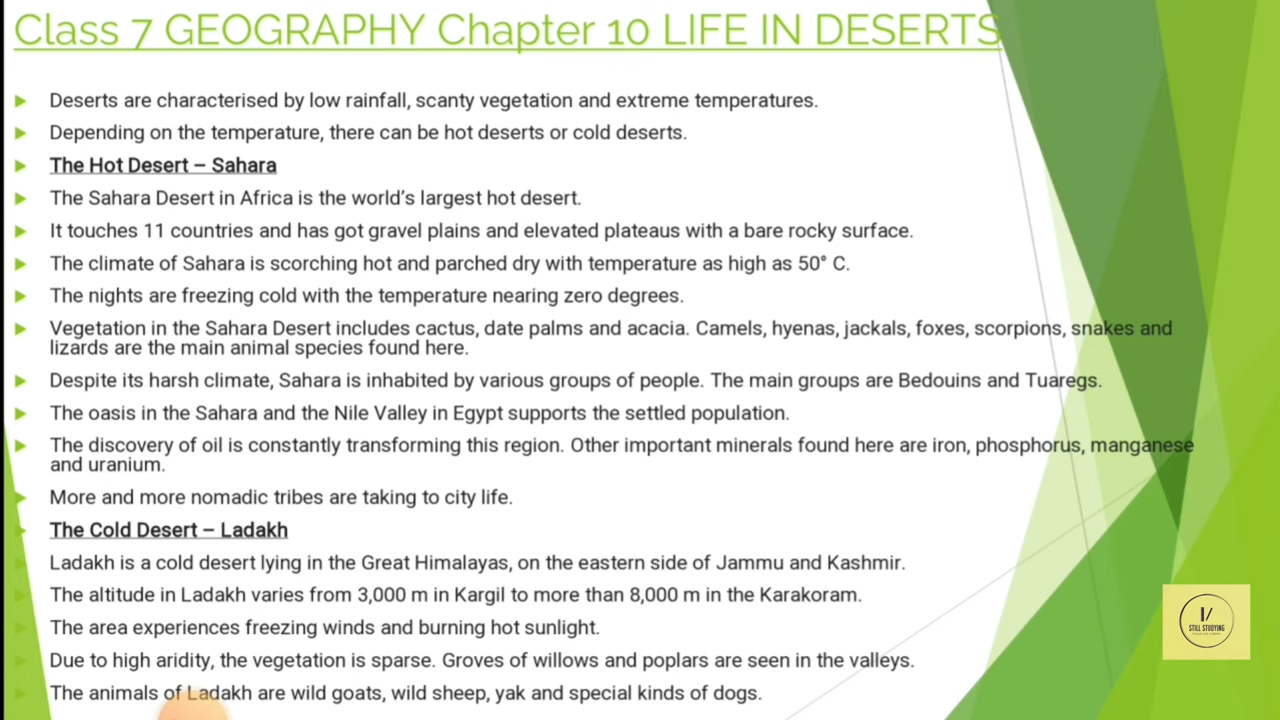 Class 7 GEOGRAPHY Chapter 10 LIFE IN DESERTS
Deserts are characterised by low rainfall, scanty vegetation and extreme temperatures.
Depending on the temperature, there can be hot deserts or cold deserts.
The Hot Desert – Sahara
The Sahara Desert in Africa is the world’s largest hot desert.
It touches 11 countries and has got gravel plains and elevated plateaus with a bare rocky surface.
The climate of Sahara is scorching hot and parched dry with temperature as high as 50° C.
The nights are freezing cold with the temperature nearing zero degrees.
Vegetation in the Sahara Desert includes cactus, date palms and acacia. Camels, hyenas, jackals, foxes, scorpions, snakes and
lizards are the main animal species found here.
Despite its harsh climate, Sahara is inhabited by various groups of people. The main groups are Bedouins and Tuaregs.
The oasis in the Sahara and the Nile Valley in Egypt supports the settled population.
The discovery of oil is constantly transforming this region. Other important minerals found here are iron, phosphorus, manganese
and uranium.
More and more nomadic tribes are taking to city life.
The Cold Desert – Ladakh
Ladakh is a cold desert lying in the Great Himalayas, on the eastern side of Jammu and Kashmir.
The altitude in Ladakh varies from 3,000 m in Kargil to more than 8,000 m in the Karakoram.
The area experiences freezing winds and burning hot sunlight.
Due to high aridity, the vegetation is sparse. Groves of willows and poplars are seen in the valleys.
The animals of Ladakh are wild goats, wild sheep, yak and special kinds of dogs.
STILL STUDYING